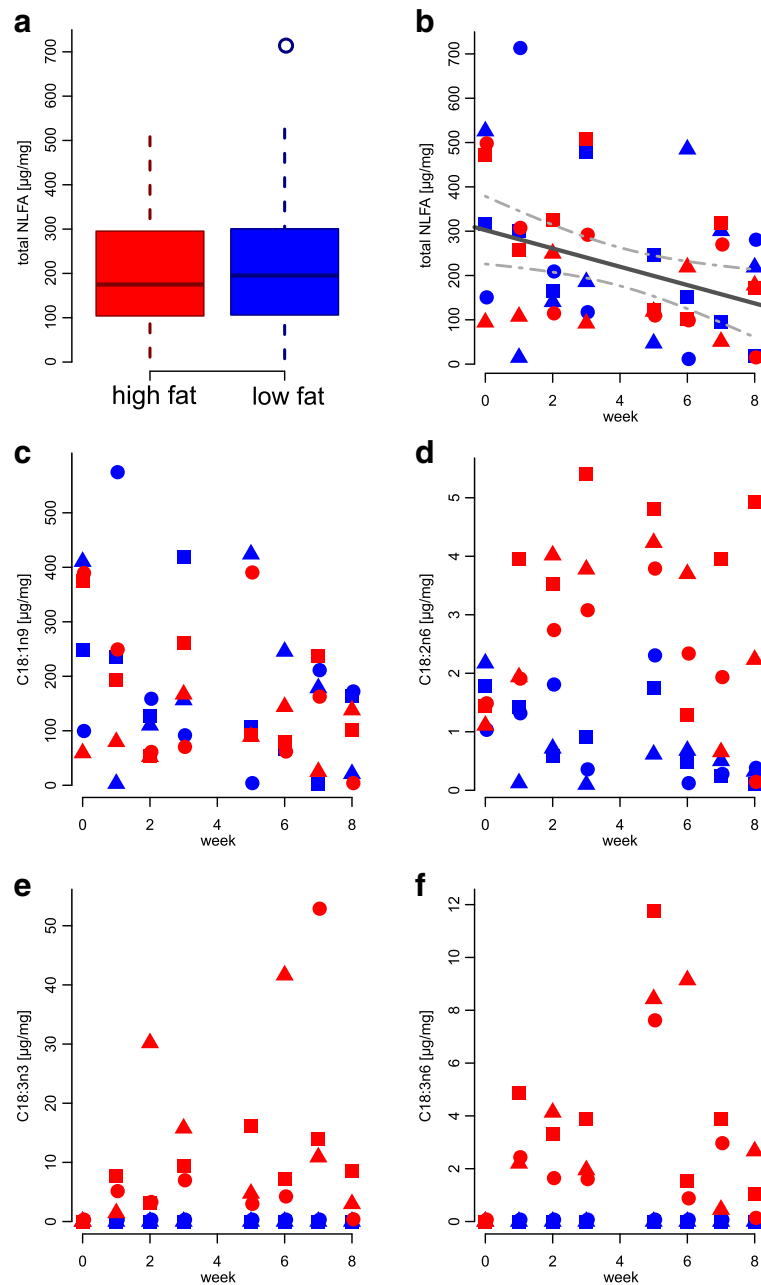 a
total NLFA [µg/mg]
700
600
500
400
300
200
100
0
high fat low fat
b
total NLFA [µg/mg]
700
600
500
400
300
200
100
0
0 2 4 6 8
week
c
C18:1n9 [µg/mg]
500
400
300
200
100
0
0 2 4 6 8
week
d
C18:2n6 [µg/mg]
5
4
3
2
1
0
0 2 4 6 8
week
e
C18:3n3 [µg/mg]
50
40
30
20
10
0
0 2 4 6 8
week
f
C18:3n6 [µg/mg]
12
10
8
6
4
2
0
0 2 4 6 8
week